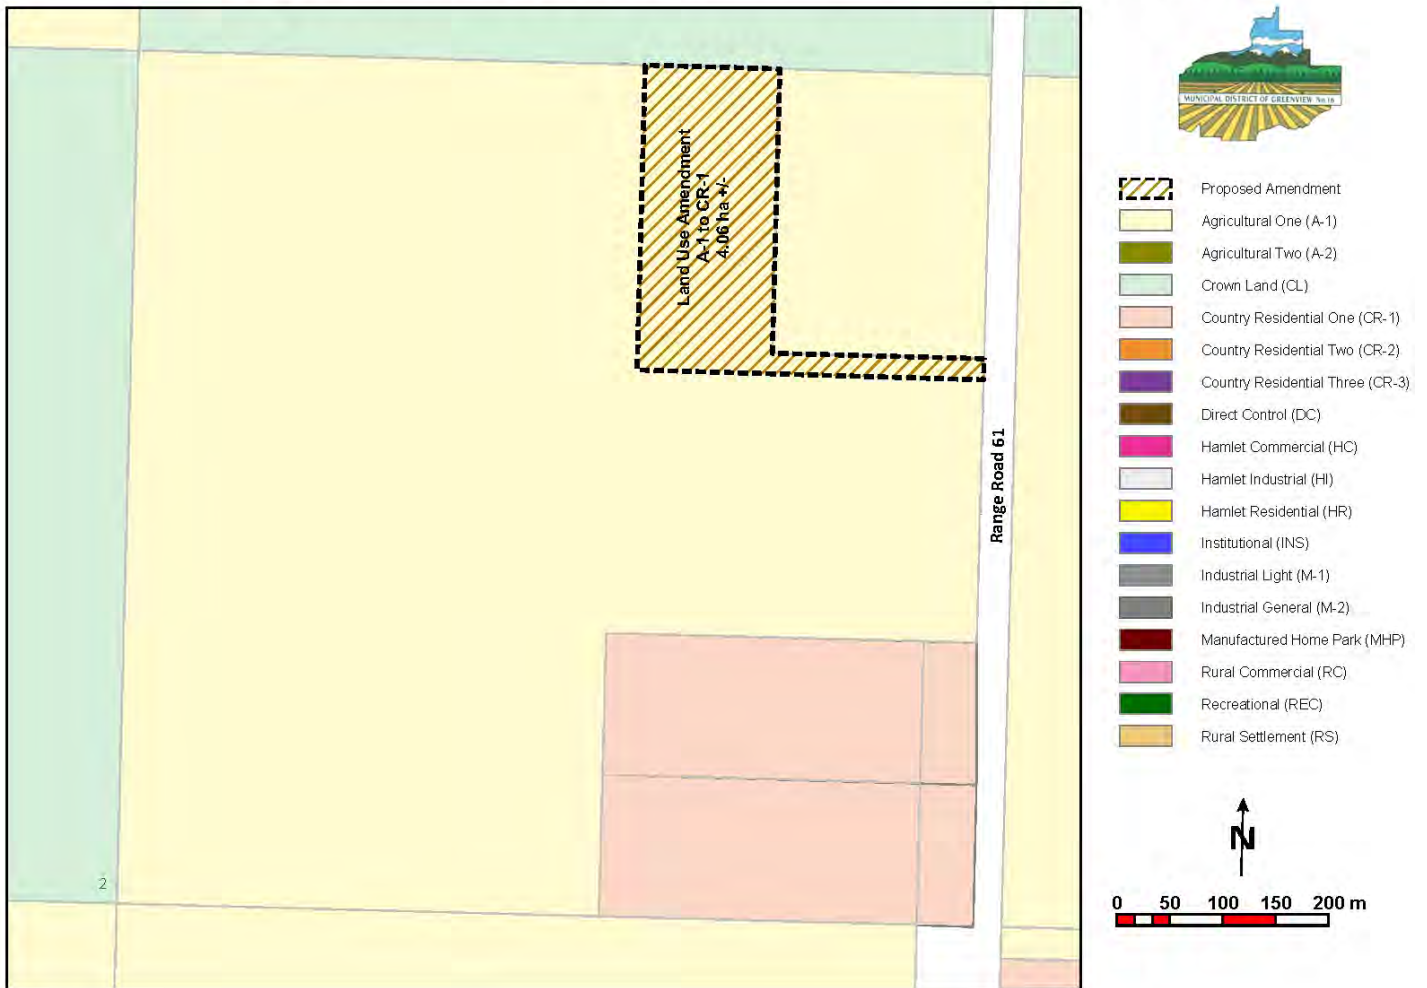 Land Use Amendment
A-1 to CR-1
4.06 ha +/-
Range Road 61
2
MUNICIPAL DISTRICT OF GREENVIEW No.16
Proposed Amendment
Agricultural One (A-1)
Agricultural Two (A-2)
Crown Land (CL)
Country Residential One (CR-1)
Country Residential Two (CR-2)
Country Residential Three (CR-3)
Direct Control (DC)
Hamlet Commercial (HC)
Hamlet Industrial (HI)
Hamlet Residential (HR)
Institutional (INS)
Industrial Light (M-1)
Industrial General (M-2)
Manufactured Home Park (MHP)
Rural Commercial (RC)
Recreational (REC)
Rural Settlement (RS)
N
0 50 100 150 200 m